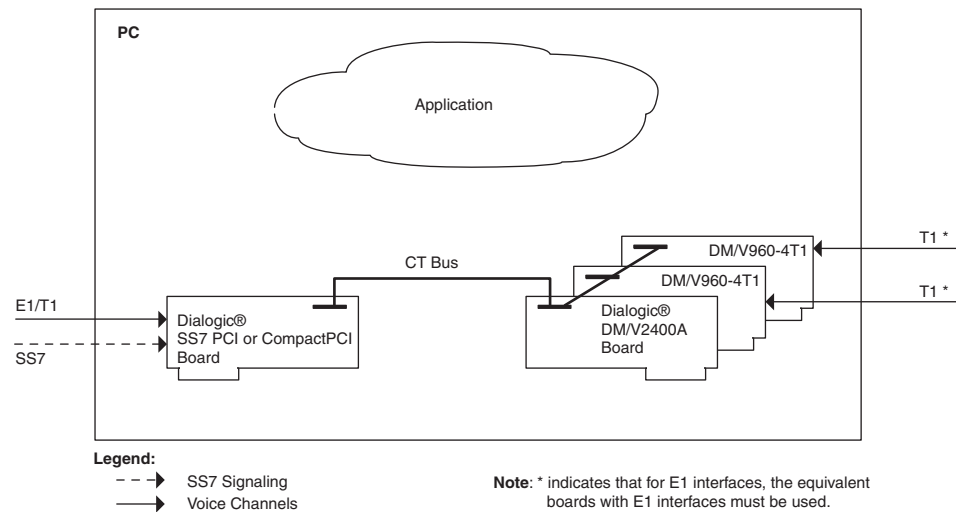 PC
Application
T1 *
DM/V960-4T1
CT Bus
DM/V960-4T1
T1 *
E1/T1
Dialogic®
SS7 PCI or CompactPCI
Board
Dialogic®
DM/V2400A
Board
SS7
Legend:
SS7 Signaling
Voice Channels
Note: * indicates that for E1 interfaces, the equivalent
boards with E1 interfaces must be used.